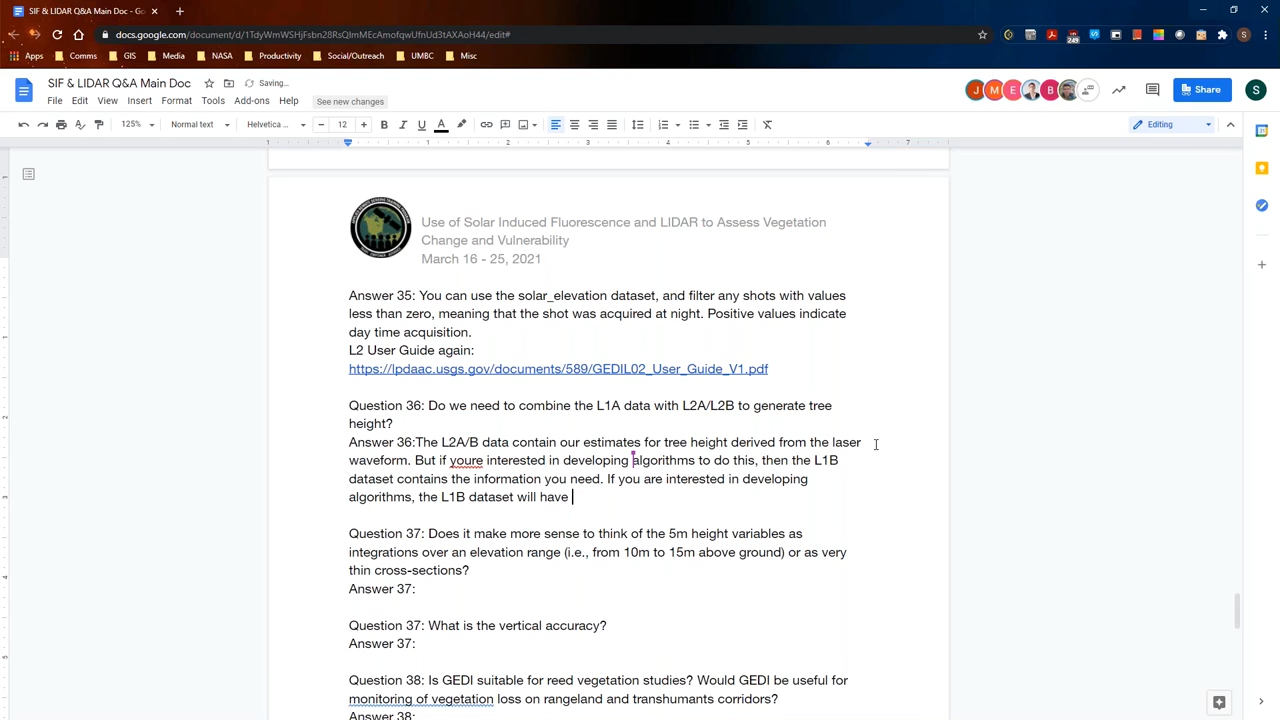 SIF & LIDAR Q&A Main Doc - Go
docs.google.com/document/d/1TdyWmWSHjFsbn28RsQImMEcAmofqwUfnUd3tAXAoH44/edit#
Apps Comms GIS Media NASA Productivity Social/Outreach UMBC Misc
SIF & LIDAR Q&A Main Doc Saving...
File Edit View Insert Format Tools Add-ons Help See new changes
Share
125% Normal text Helvetica ... 12 Editing
Use of Solar Induced Fluorescence and LIDAR to Assess Vegetation
Change and Vulnerability
March 16 - 25, 2021
Answer 35: You can use the solar_elevation dataset, and filter any shots with values
less than zero, meaning that the shot was acquired at night. Positive values indicate
day time acquisition.
L2 User Guide again:
https://lpdaac.usgs.gov/documents/589/GEDIL02_User_Guide_V1.pdf
Question 36: Do we need to combine the L1A data with L2A/L2B to generate tree
height?
Answer 36:The L2A/B data contain our estimates for tree height derived from the laser
waveform. But if youre interested in developing algorithms to do this, then the L1B
dataset contains the information you need. If you are interested in developing
algorithms, the L1B dataset will have
Question 37: Does it make more sense to think of the 5m height variables as
integrations over an elevation range (i.e., from 10m to 15m above ground) or as very
thin cross-sections?
Answer 37:
Question 37: What is the vertical accuracy?
Answer 37:
Question 38: Is GEDI suitable for reed vegetation studies? Would GEDI be useful for
monitoring of vegetation loss on rangeland and transhumants corridors?
Answer 38: